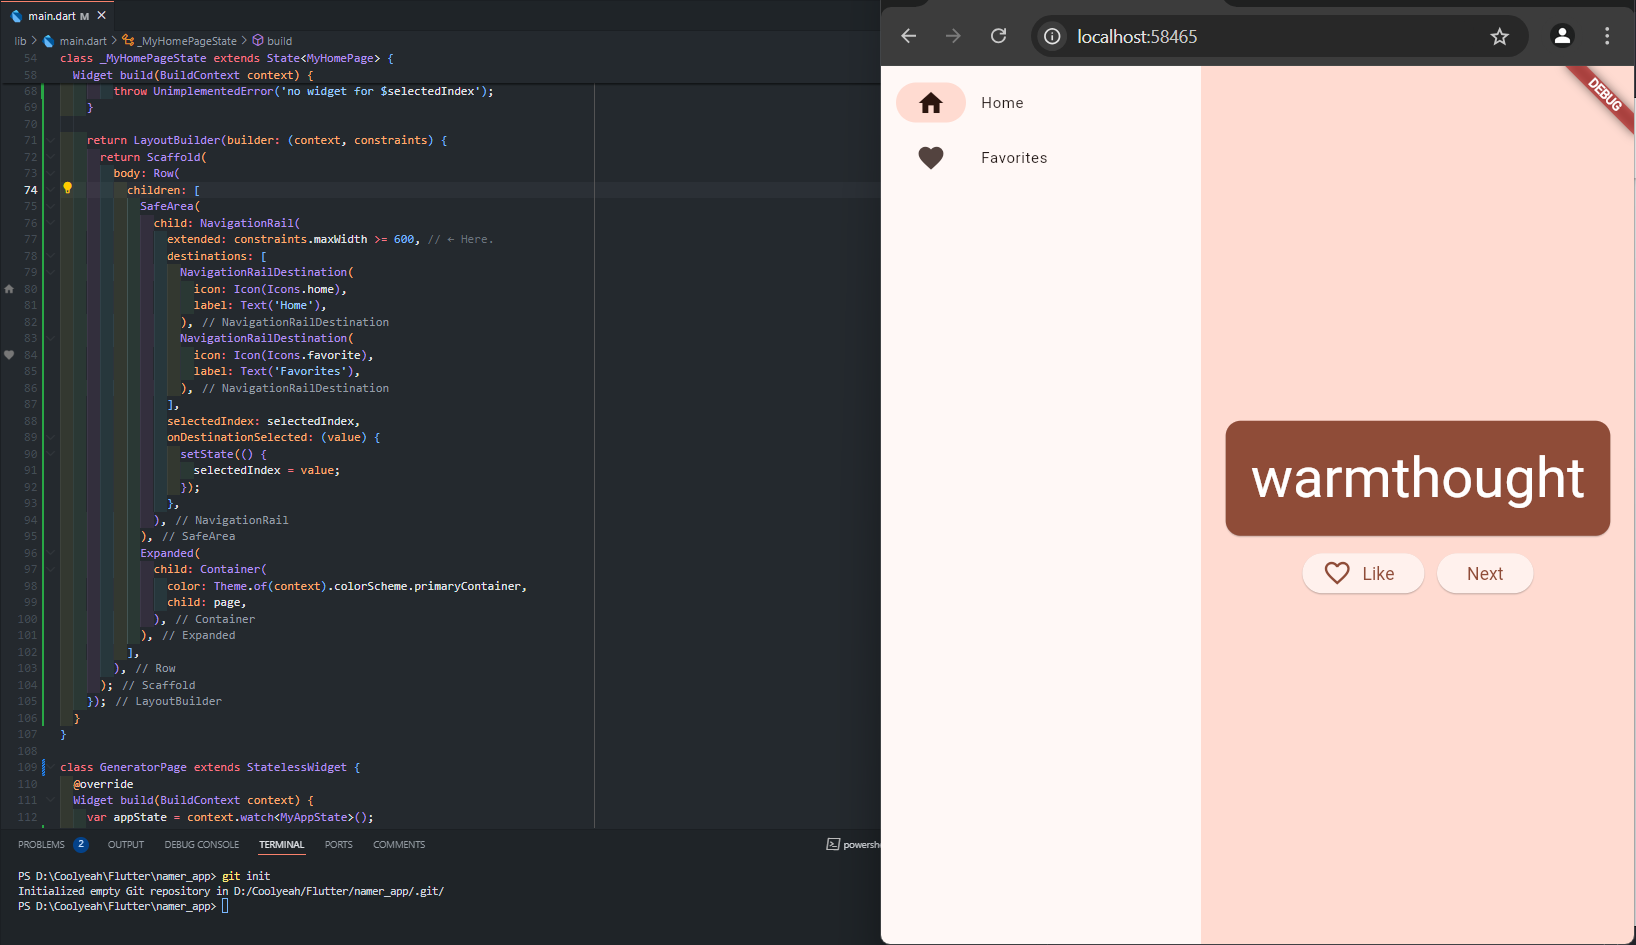 main.dart M
lib > main.dart > _MyHomePageState > build
54 class _MyHomePageState extends State<MyHomePage> {
58 Widget build(BuildContext context) {
68 throw UnimplementedError('no widget for $selectedIndex');
69 }
70
71 return LayoutBuilder(builder: (context, constraints) {
72 return Scaffold(
73 body: Row(
74 children: [
75 SafeArea(
76 child: NavigationRail(
77 extended: constraints.maxWidth >= 600, // ← Here.
78 destinations: [
79 NavigationRailDestination(
80 icon: Icon(Icons.home),
81 label: Text('Home'),
82 ), // NavigationRailDestination
83 NavigationRailDestination(
84 icon: Icon(Icons.favorite),
85 label: Text('Favorites'),
86 ), // NavigationRailDestination
87 ],
88 selectedIndex: selectedIndex,
89 onDestinationSelected: (value) {
90 setState(() {
91 selectedIndex = value;
92 });
93 },
94 ), // NavigationRail
95 ), // SafeArea
96 Expanded(
97 child: Container(
98 color: Theme.of(context).colorScheme.primaryContainer,
99 child: page,
100 ), // Container
101 ), // Expanded
102 ],
103 ), // Row
104 ); // Scaffold
105 }); // LayoutBuilder
106 }
107 }
108
109 class GeneratorPage extends StatelessWidget {
110 @override
111 Widget build(BuildContext context) {
112 var appState = context.watch<MyAppState>();
PROBLEMS 2 OUTPUT DEBUG CONSOLE TERMINAL PORTS COMMENTS powersh
PS D:\Coolyeah\Flutter\namer_app> git init
Initialized empty Git repository in D:/Coolyeah/Flutter/namer_app/.git/
PS D:\Coolyeah\Flutter\namer_app>
localhost:58465
DEBUG
Home
Favorites
warmthought
Like Next